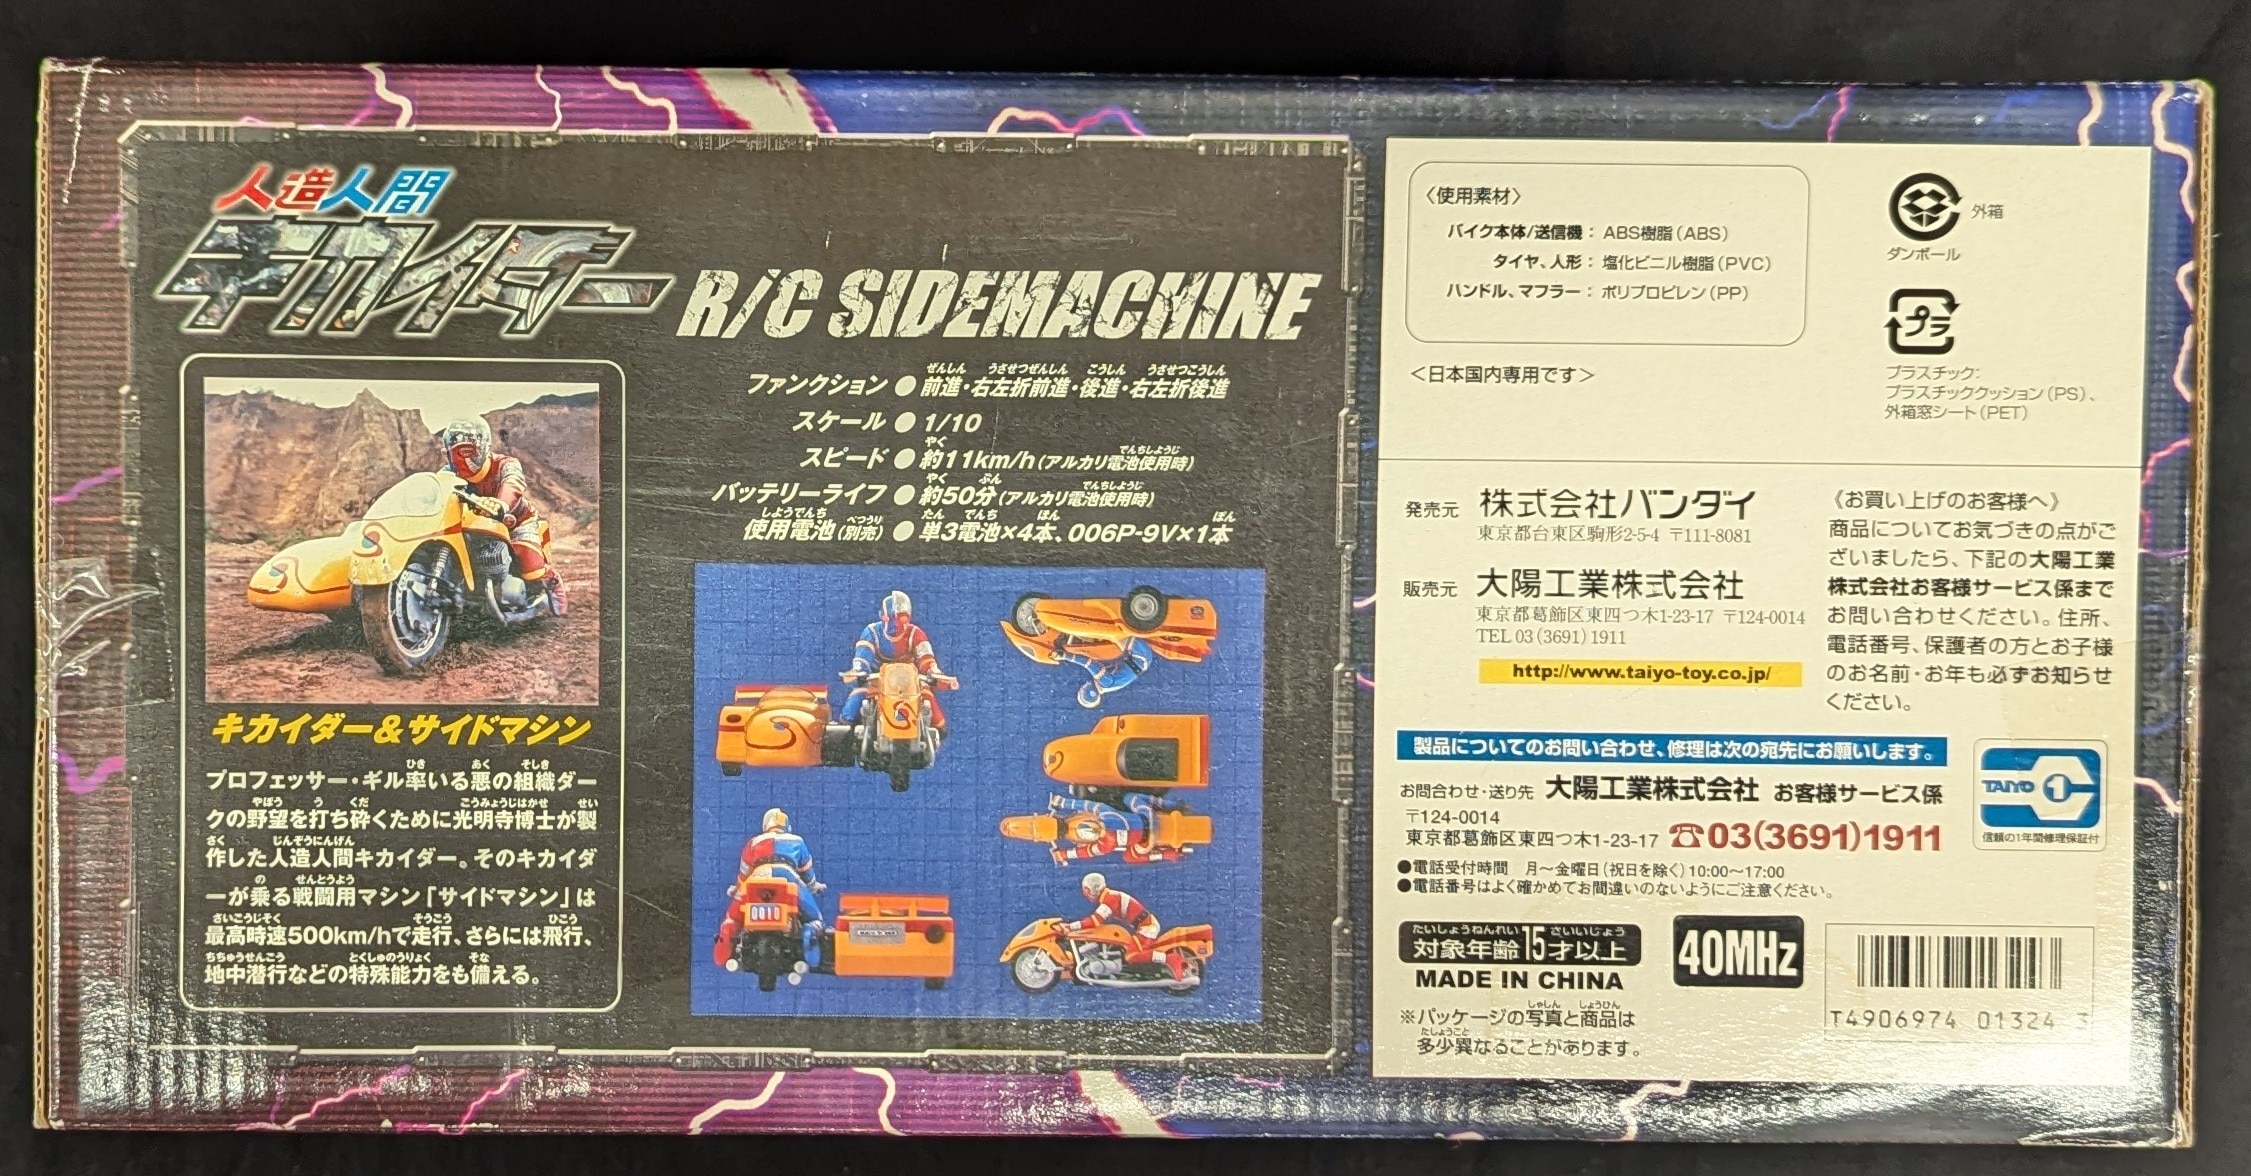 人造人間
キカイダー
R/C SIDEMACHINE
ファンクション●前進・右左折前進・後進・右左折後進
スケール●1/10
スピード●約11km/h(アルカリ電池使用時)
バッテリーライフ●約50分(アルカリ電池使用時)
使用電池(別売)●単3電池×4本、006P-9V×1本
キカイダー&サイドマシン
プロフェッサー・ギル率いる悪の組織ダー
クの野望を打ち砕くために光明寺博士が製
作した人造人間キカイダー。そのキカイダ
ーが乗る戦闘用マシン「サイドマシン」は
最高時速500km/hで走行、さらには飛行、
地中潜行などの特殊能力をも備える。
0010
〈使用素材〉
バイク本体/送信機:ABS樹脂(ABS)
タイヤ、人形:塩化ビニル樹脂(PVC)
ハンドル、マフラー:ポリプロピレン(PP)
<日本国内専用です>
外箱
ダンボール
プラ
プラスチック:
プラスチッククッション(PS)、
外箱窓シート(PET)
発売元 株式会社バンダイ
東京都台東区駒形2-5-4 〒111-8081
販売元 大陽工業株式会社
東京都葛飾区東四つ木1-23-17 〒124-0014
TEL 03(3691)1911
http://www.taiyo-toy.co.jp/
《お買い上げのお客様へ》
商品についてお気づきの点がご
ざいましたら、下記の大陽工業
株式会社お客様サービス係まで
お問い合わせください。住所、
電話番号、保護者の方とお子様
のお名前・お年も必ずお知らせ
ください。
製品についてのお問い合わせ、修理は次の宛先にお願いします。
お問合わせ・送り先 大陽工業株式会社 お客様サービス係
〒124-0014
東京都葛飾区東四つ木1-23-17 ☎03(3691)1911
●電話受付時間 月〜金曜日(祝日を除く)10:00〜17:00
●電話番号はよく確かめてお間違いのないようにご注意ください。
TAIYO 1
信頼の1年間修理保証付
対象年齢15才以上
MADE IN CHINA
40MHz
※パッケージの写真と商品は
多少異なることがあります。
T4906974 01324 3